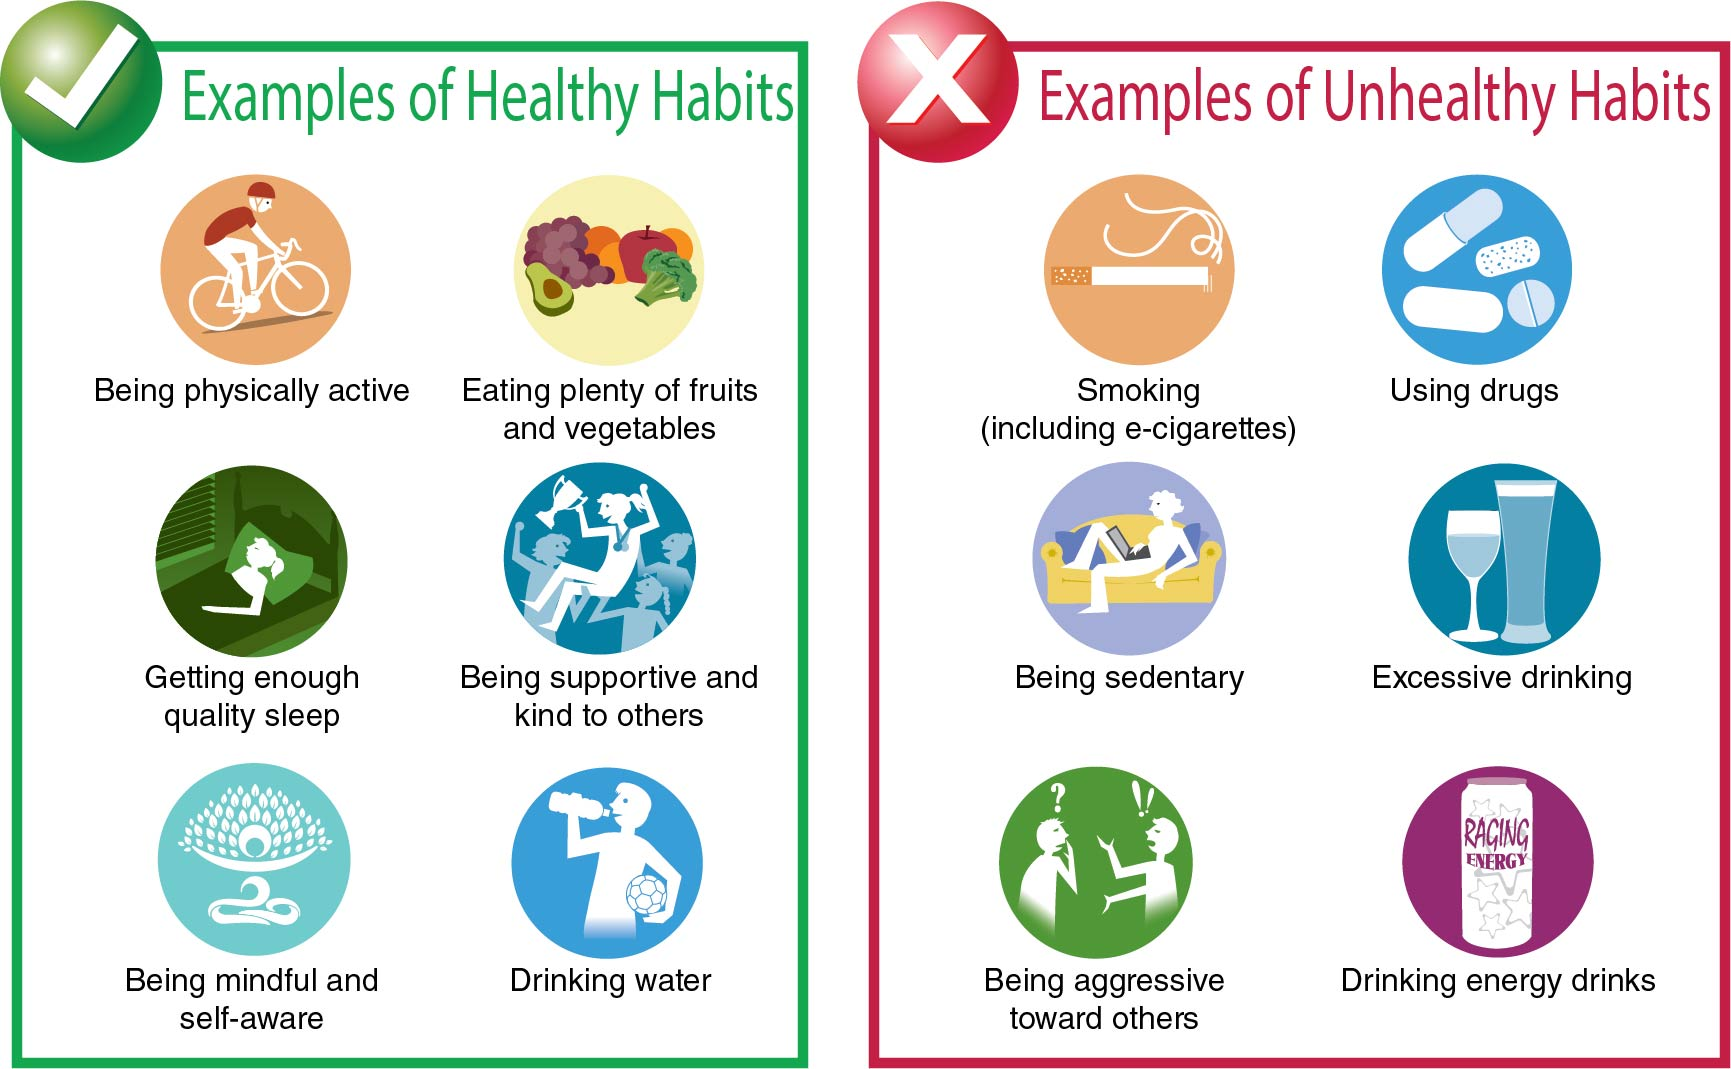 Examples of Healthy Habits
Being physically active
Eating plenty of fruits
and vegetables
Getting enough
quality sleep
Being supportive and
kind to others
Being mindful and
self-aware
Drinking water
X Examples of Unhealthy Habits
Smoking
(including e-cigarettes)
Using drugs
Being sedentary
Excessive drinking
?
!!
Being aggressive
toward others
RAGING
ENERGY
Drinking energy drinks